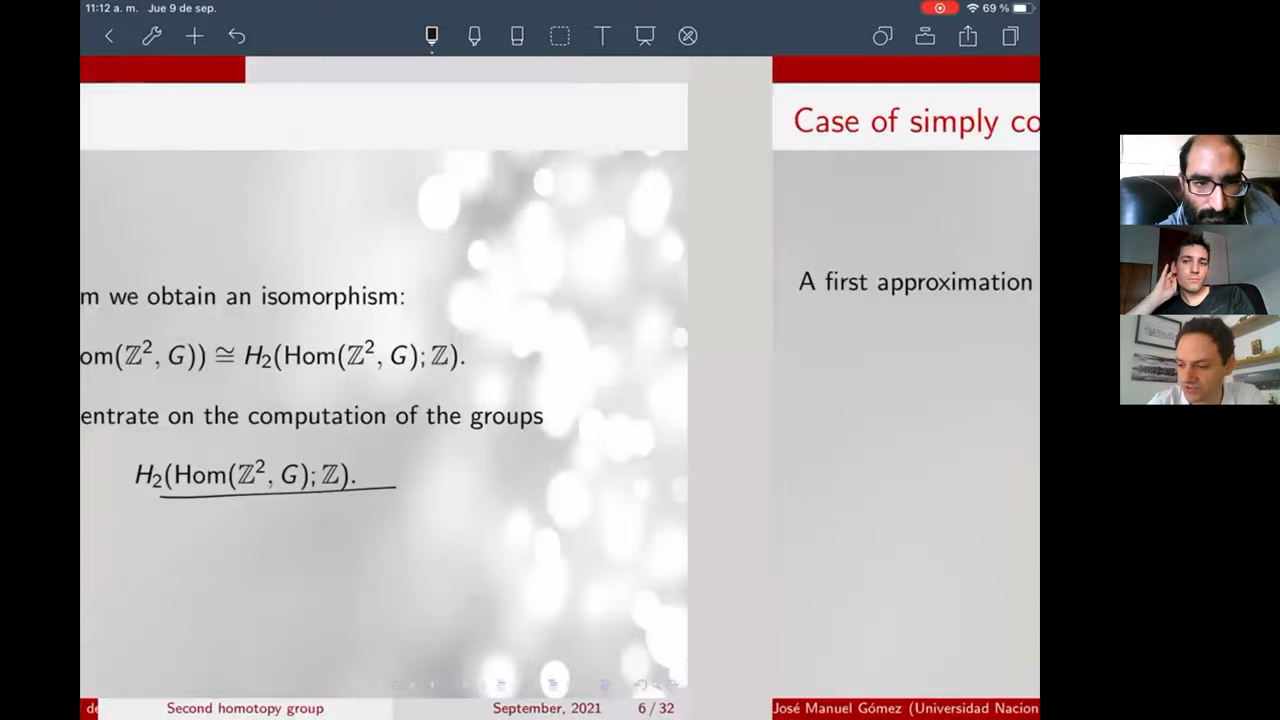 11:12 a. m. Jue 9 de sep.
69 %
m we obtain an isomorphism:
om(ℤ², G)) ≅ H₂(Hom(ℤ², G); ℤ).
entrate on the computation of the groups
H₂(Hom(ℤ², G); ℤ).
de
Second homotopy group
September, 2021
6 / 32
Case of simply co
A first approximation
José Manuel Gómez (Universidad Nacion